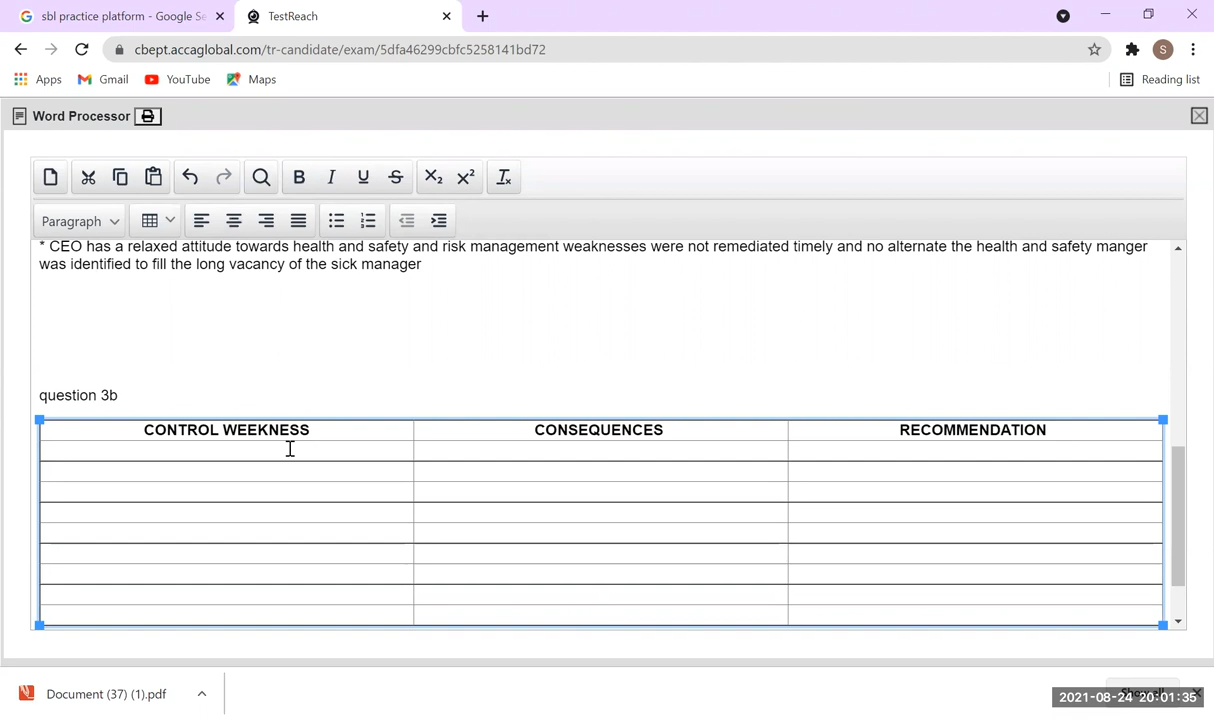 sbl practice platform - Google Se
TestReach
cbept.accaglobal.com/tr-candidate/exam/5dfa46299cbfc5258141bd72
S
Apps
Gmail
YouTube
Maps
Reading list
Word Processor
B I U S X₂ X² Tx
Paragraph
* CEO has a relaxed attitude towards health and safety and risk management weaknesses were not remediated timely and no alternate the health and safety manger
was identified to fill the long vacancy of the sick manager
question 3b
CONTROL WEEKNESS
CONSEQUENCES
RECOMMENDATION
Document (37) (1).pdf
2021-08-24 20:01:35